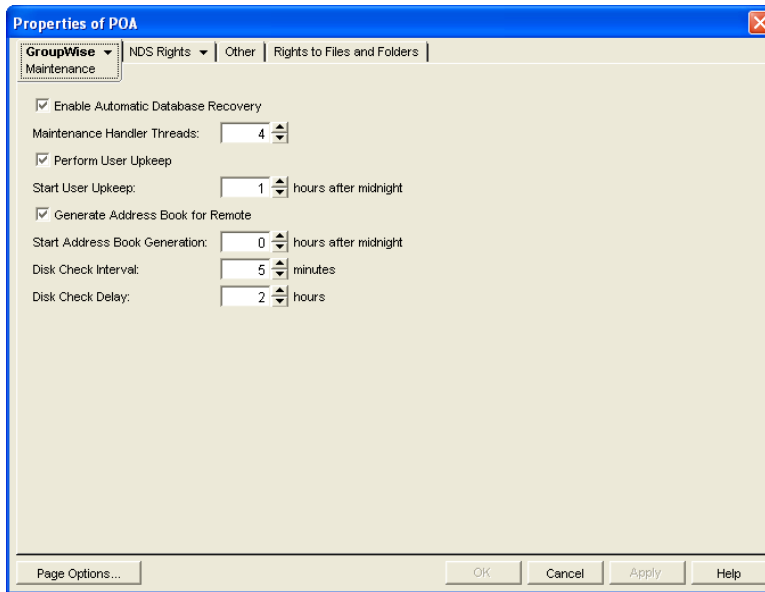 Properties of POA
GroupWise NDS Rights Other Rights to Files and Folders
Maintenance
Enable Automatic Database Recovery
Maintenance Handler Threads: 4
Perform User Upkeep
Start User Upkeep: 1 hours after midnight
Generate Address Book for Remote
Start Address Book Generation: 0 hours after midnight
Disk Check Interval: 5 minutes
Disk Check Delay: 2 hours
Page Options... OK Cancel Apply Help